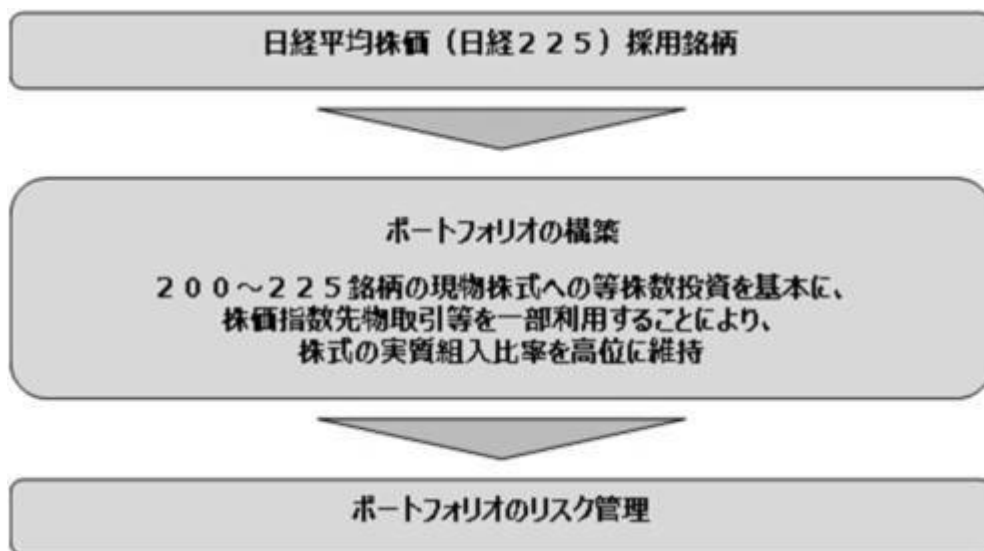 日経平均株価（日経２２５）採用銘柄
ポートフォリオの構築
２００～２２５銘柄の現物株式への等株数投資を基本に、
株価指数先物取引等を一部利用することにより、
株式の実質組入比率を高位に維持
ポートフォリオのリスク管理